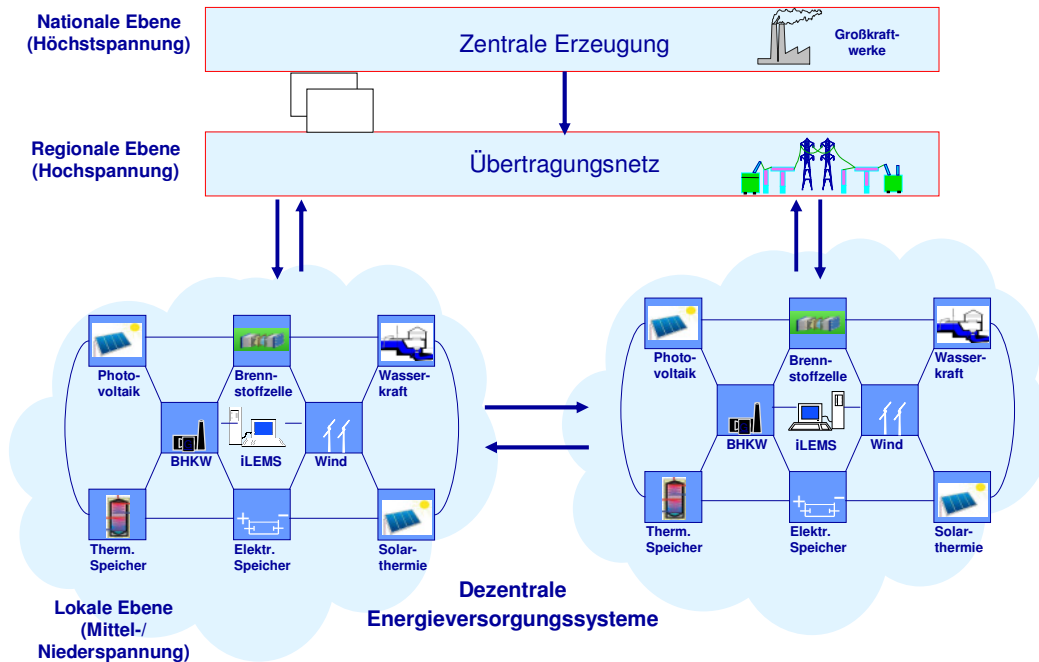 Nationale Ebene
(Höchstspannung)
Zentrale Erzeugung
Großkraft-
werke
Regionale Ebene
(Hochspannung)
Übertragungsnetz
Photo-
voltaik
Brenn-
stoffzelle
Wasser-
kraft
BHKW
iLEMS
Wind
Therm.
Speicher
Elektr.
Speicher
Solar-
thermie
Photo-
voltaik
Brenn-
stoffzelle
Wasser-
kraft
BHKW
iLEMS
Wind
Therm.
Speicher
Elektr.
Speicher
Solar-
thermie
Dezentrale
Energieversorgungssysteme
Lokale Ebene
(Mittel-/
Niederspannung)